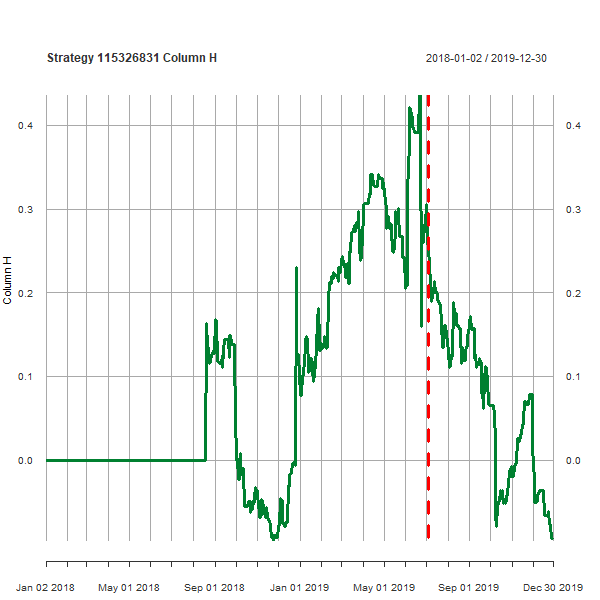 Strategy 115326831 Column H
2018-01-02 / 2019-12-30
Column H
0.4
0.3
0.2
0.1
0.0
0.4
0.3
0.2
0.1
0.0
Jan 02 2018
May 01 2018
Sep 01 2018
Jan 01 2019
May 01 2019
Sep 01 2019
Dec 30 2019